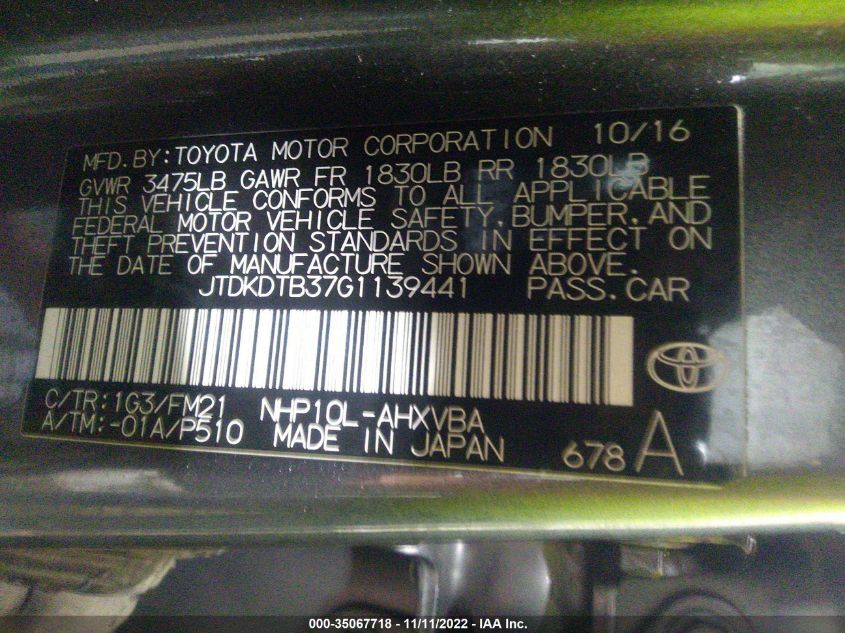 MFD.BY:TOYOTA MOTOR CORPORATION 10/16
GVWR 3475LB GAWR FR 1830LB RR 1830LB
THIS VEHICLE CONFORMS TO ALL APPLICABLE
FEDERAL MOTOR VEHICLE SAFETY,BUMPER,AND
THEFT PREVENTION STANDARDS IN EFFECT ON
THE DATE OF MANUFACTURE SHOWN ABOVE.
JTDKDTB37G1139441 PASS.CAR
C/TR:1G3/FM21 NHP10L-AHXVBA
A/TM:-01A/P510 MADE IN JAPAN
678 A
000-35067718 - 11/11/2022 - IAA Inc.